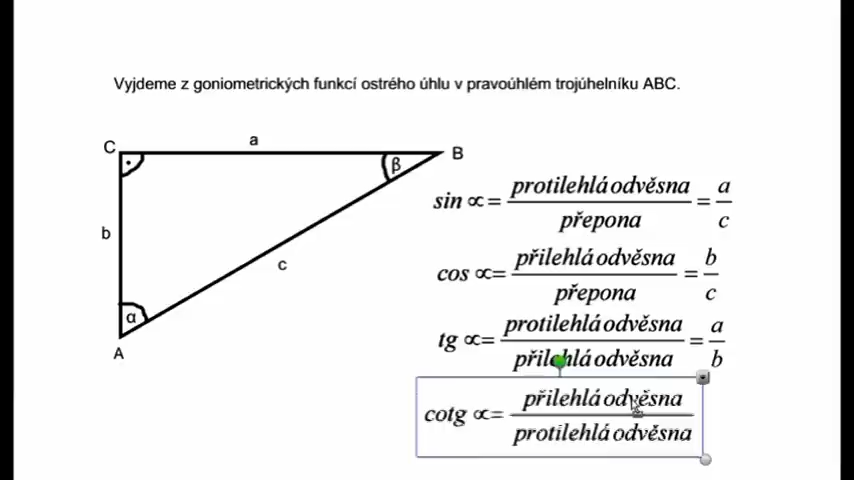 Vyjdeme z goniometrických funkcí ostrého úhlu v pravoúhlém trojúhelníku ABC.
C
a
B
β
b
c
α
A
sin ∝= protilehlá odvěsna / přepona = a / c
cos ∝= přilehlá odvěsna / přepona = b / c
tg ∝= protilehlá odvěsna / přilehlá odvěsna = a / b
cotg ∝= přilehlá odvěsna / protilehlá odvěsna